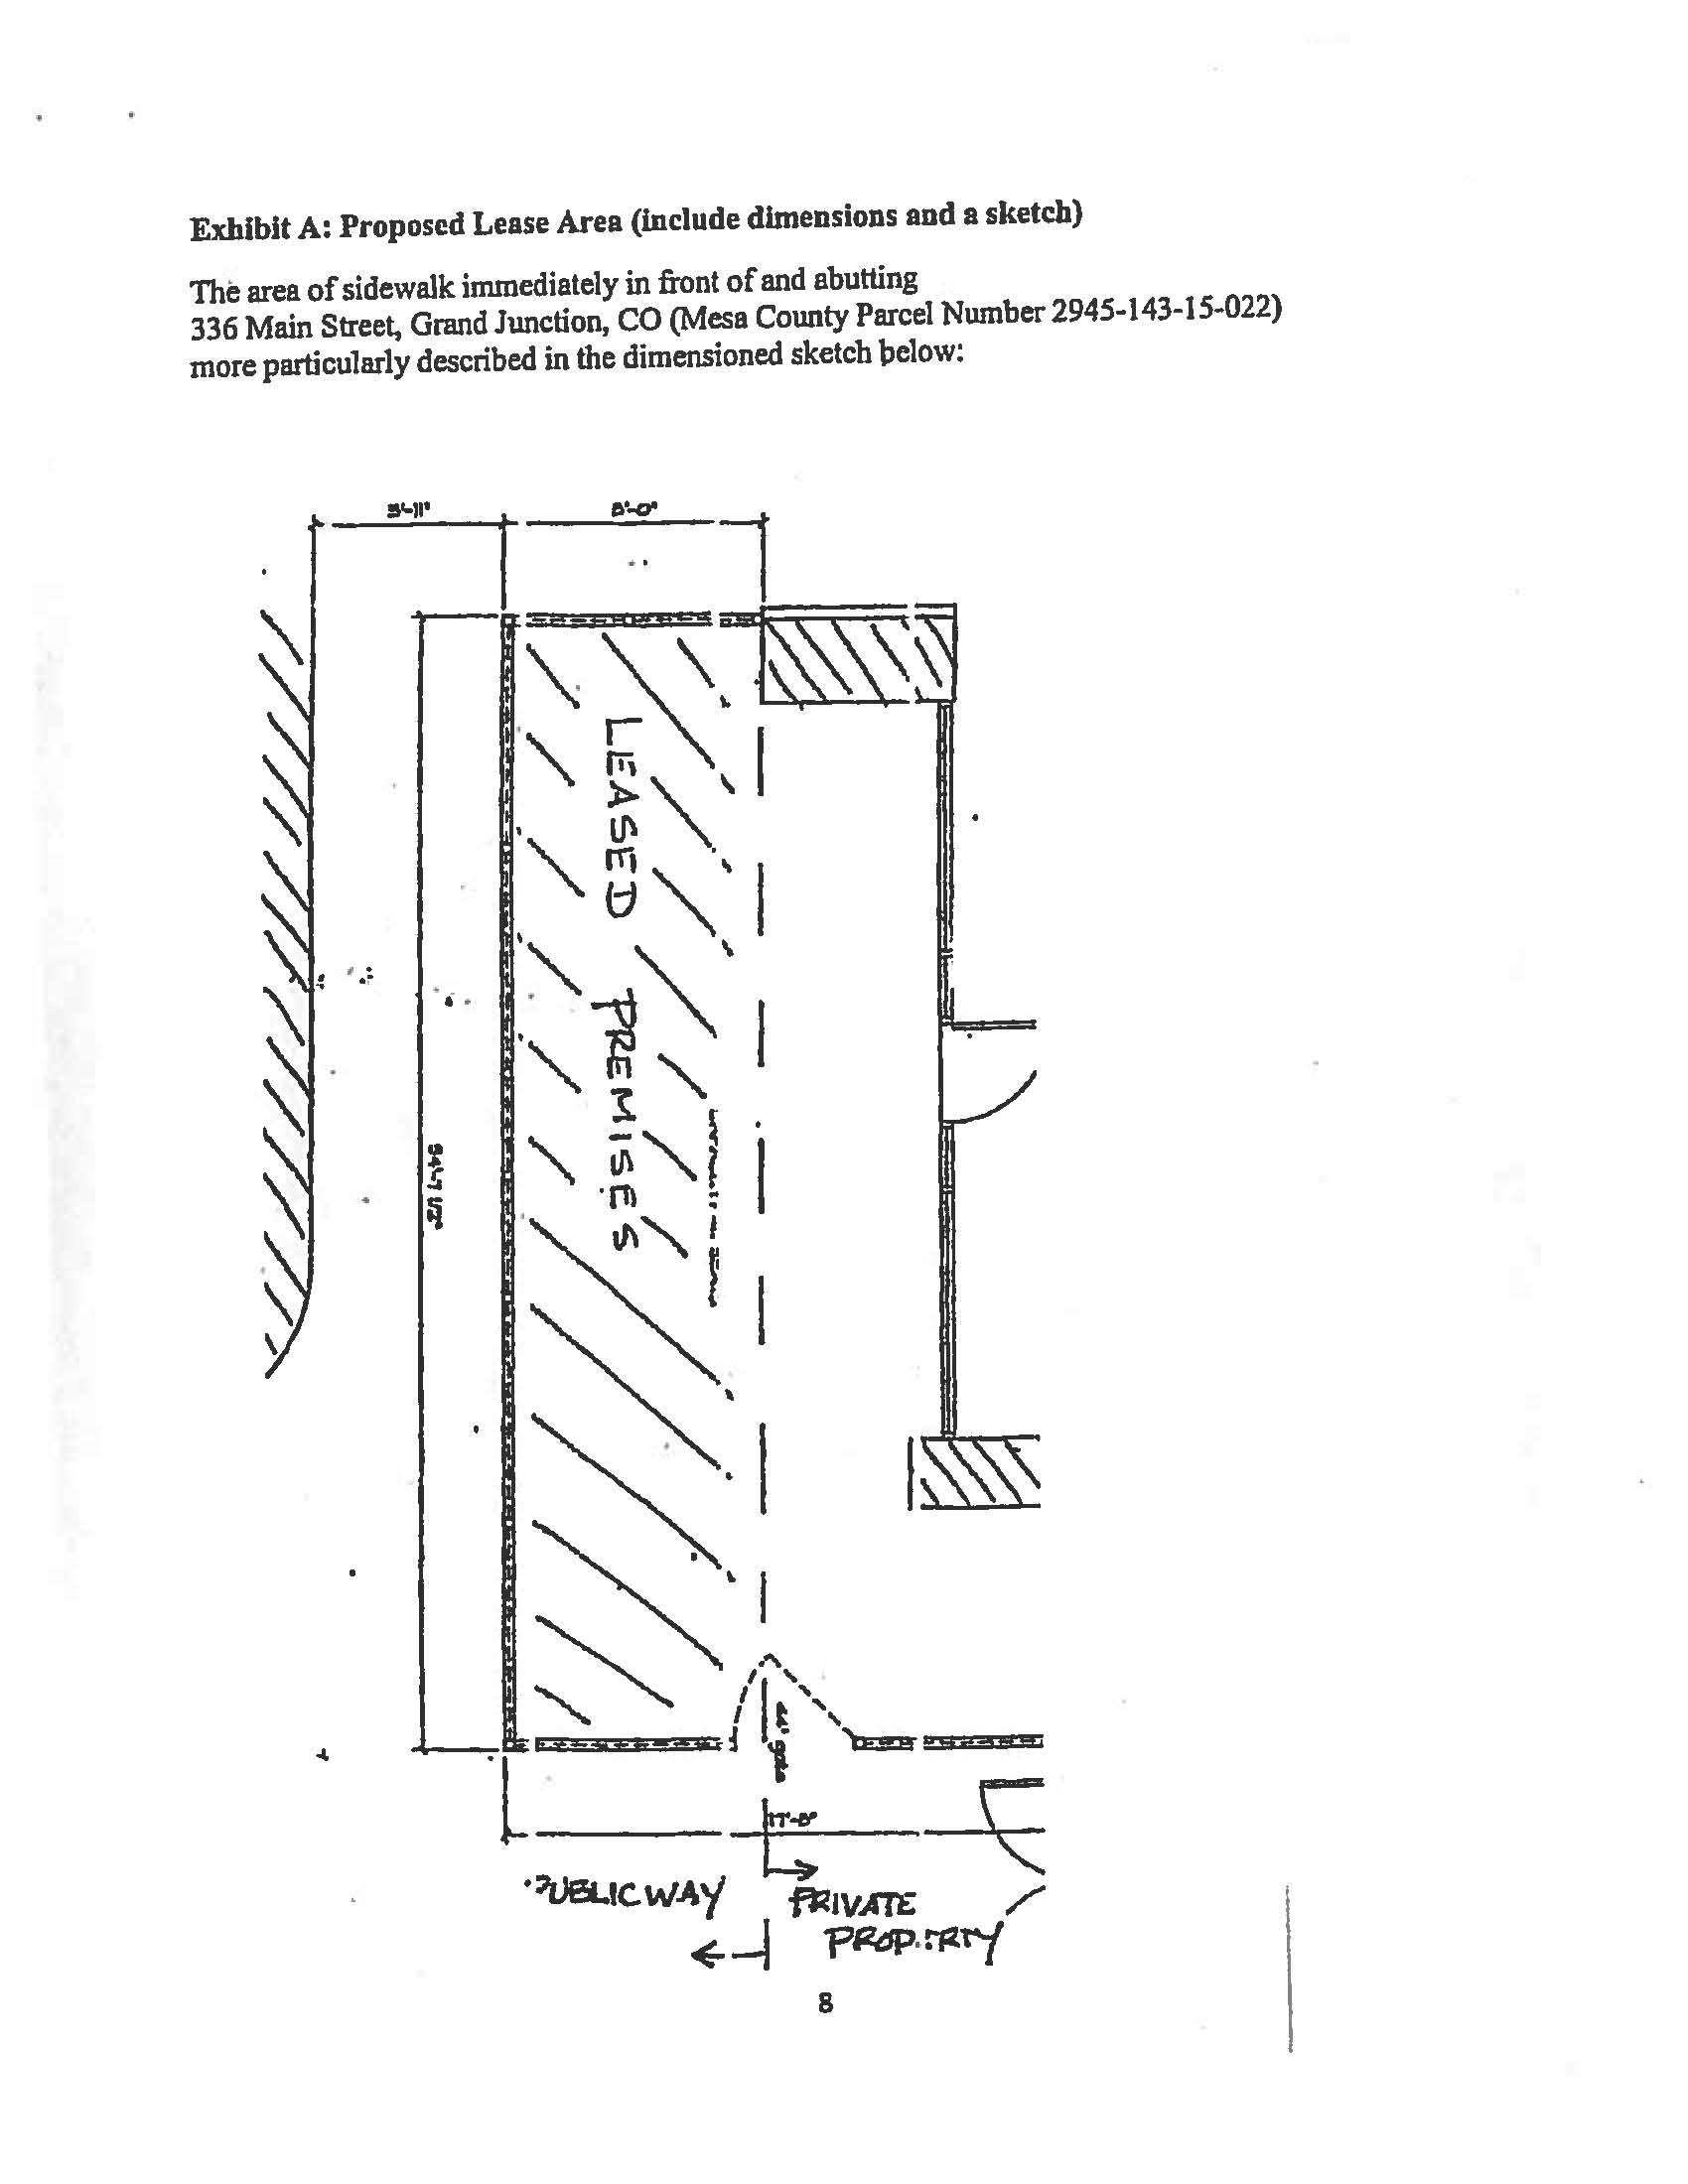 Exhibit A: Proposed Lease Area (include dimensions and a sketch)
The area of sidewalk immediately in front of and abutting
336 Main Street, Grand Junction, CO (Mesa County Parcel Number 2945-143-15-022)
more particularly described in the dimensioned sketch below:
8'-0"
LEASED PREMISES
PUBLIC WAY
PRIVATE
PROPERTY
8